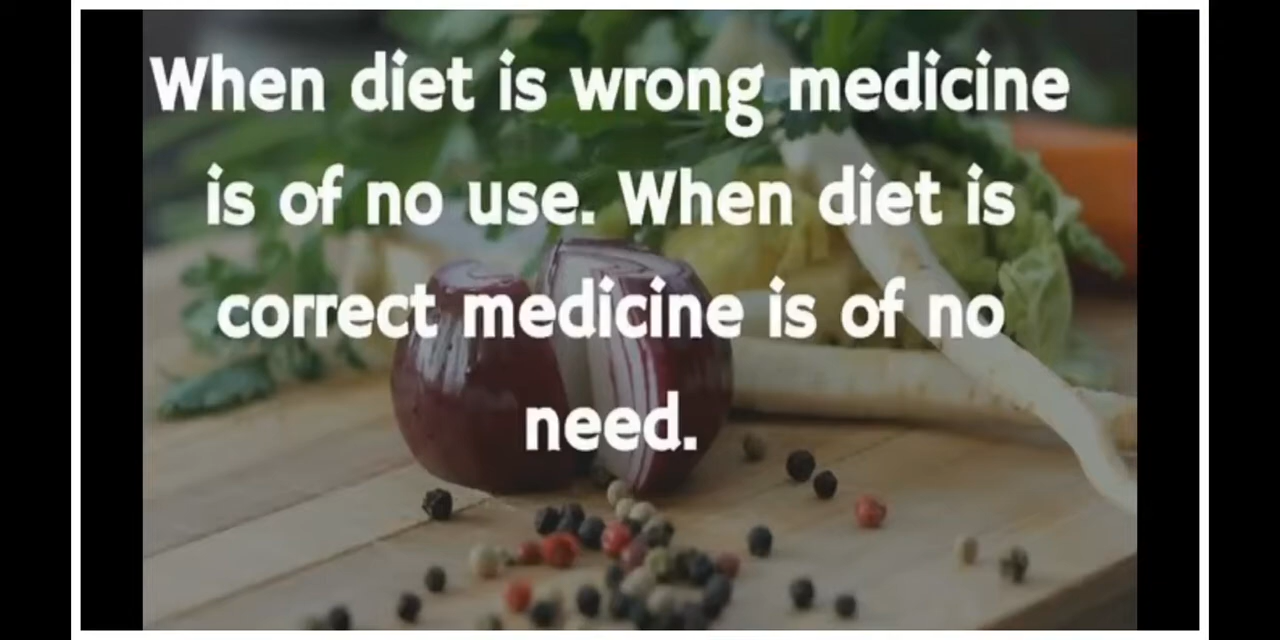 When diet is wrong medicine
is of no use. When diet is
correct medicine is of no
need.